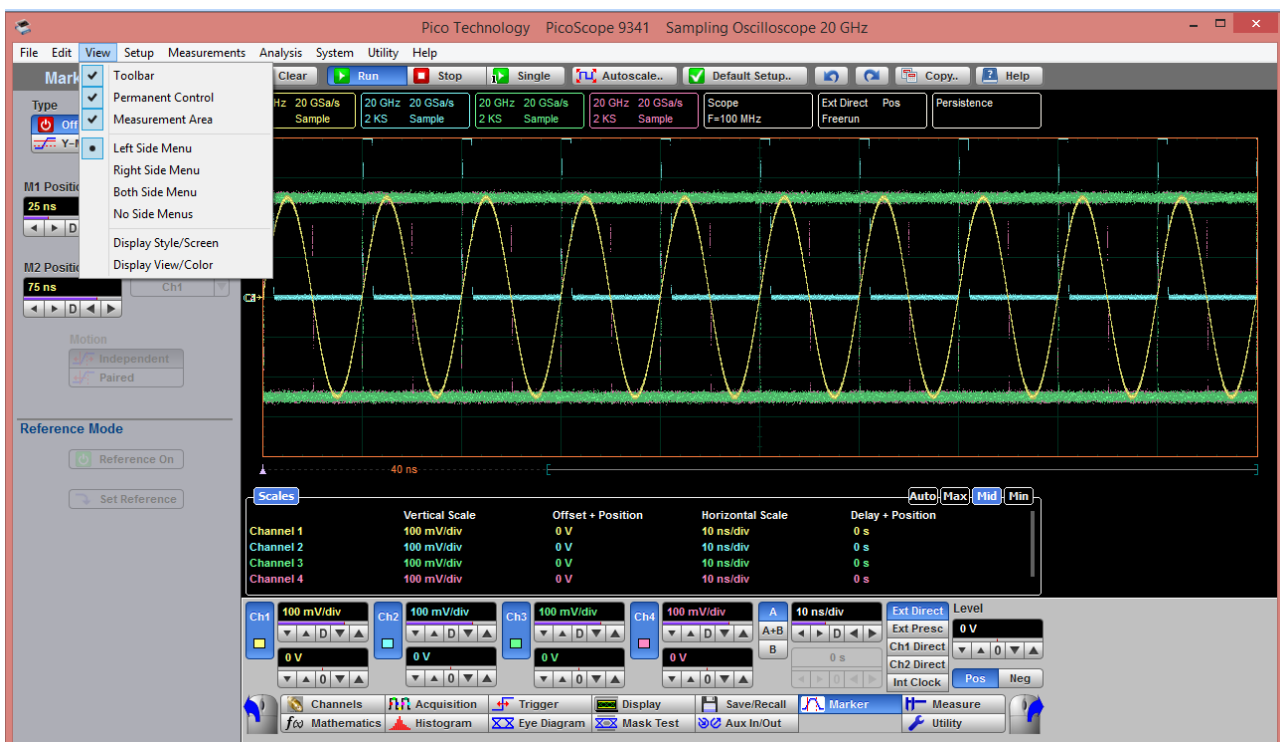 Pico Technology PicoScope 9341 Sampling Oscilloscope 20 GHz
File Edit View Setup Measurements Analysis System Utility Help
Mark Clear Run Stop Single Autoscale.. Default Setup.. Copy.. Help
Toolbar
Permanent Control
Measurement Area
Left Side Menu
Right Side Menu
Both Side Menu
No Side Menus
Display Style/Screen
Display View/Color
Type
Off
Y-M
M1 Positio
25 ns
D
M2 Positio
75 ns Ch1
D
Motion
Independent
Paired
Reference Mode
Reference On
Set Reference
Hz 20 GSa/s
Sample
20 GHz 20 GSa/s
2 KS Sample
20 GHz 20 GSa/s
2 KS Sample
20 GHz 20 GSa/s
2 KS Sample
Scope
F=100 MHz
Ext Direct Pos
Freerun
Persistence
40 ns
Scales Auto Max Mid Min
Vertical Scale Offset + Position Horizontal Scale Delay + Position
Channel 1 100 mV/div 0 V 10 ns/div 0 s
Channel 2 100 mV/div 0 V 10 ns/div 0 s
Channel 3 100 mV/div 0 V 10 ns/div 0 s
Channel 4 100 mV/div 0 V 10 ns/div 0 s
Ch1 100 mV/div
D
0 V
0
Ch2 100 mV/div
D
0 V
0
Ch3 100 mV/div
D
0 V
0
Ch4 100 mV/div
D
0 V
0
A
A+B
B
10 ns/div
D
0 s
0
Ext Direct
Ext Presc
Ch1 Direct
Ch2 Direct
Int Clock
Level
0 V
0
Pos Neg
Channels Acquisition Trigger Display Save/Recall Marker Measure
f(x) Mathematics Histogram Eye Diagram Mask Test Aux In/Out Utility